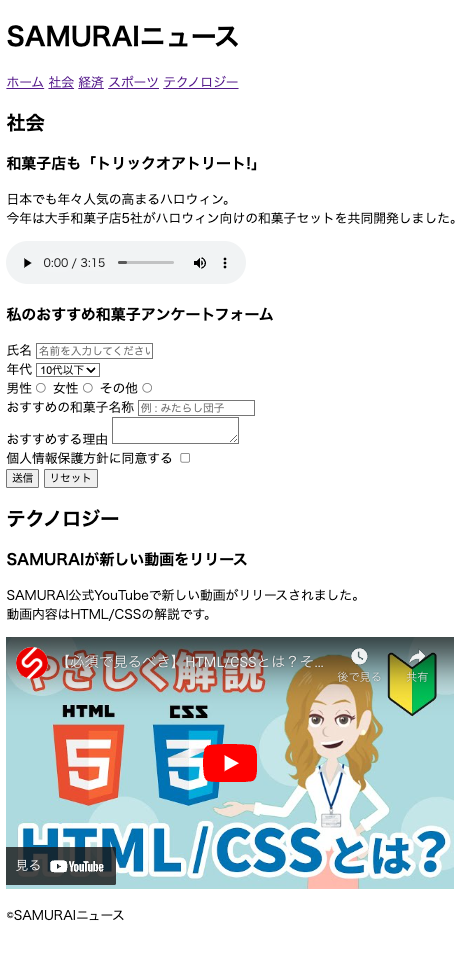 SAMURAIニュース
ホーム 社会 経済 スポーツ テクノロジー
社会
和菓子店も「トリックオアトリート!」
日本でも年々人気の高まるハロウィン。
今年は大手和菓子店5社がハロウィン向けの和菓子セットを共同開発しました。
0:00 / 3:15
私のおすすめ和菓子アンケートフォーム
氏名 名前を入力してください
年代 10代以下
男性 女性 その他
おすすめの和菓子名称 例 : みたらし団子
おすすめする理由
個人情報保護方針に同意する
送信 リセット
テクノロジー
SAMURAIが新しい動画をリリース
SAMURAI公式YouTubeで新しい動画がリリースされました。
動画内容はHTML/CSSの解説です。
【必須で見るべき】HTML/CSSとは？そ...
後で見る 共有
やさしく解説
HTML CSS
5 3
HTML/CSSとは?
見る YouTube
©SAMURAIニュース